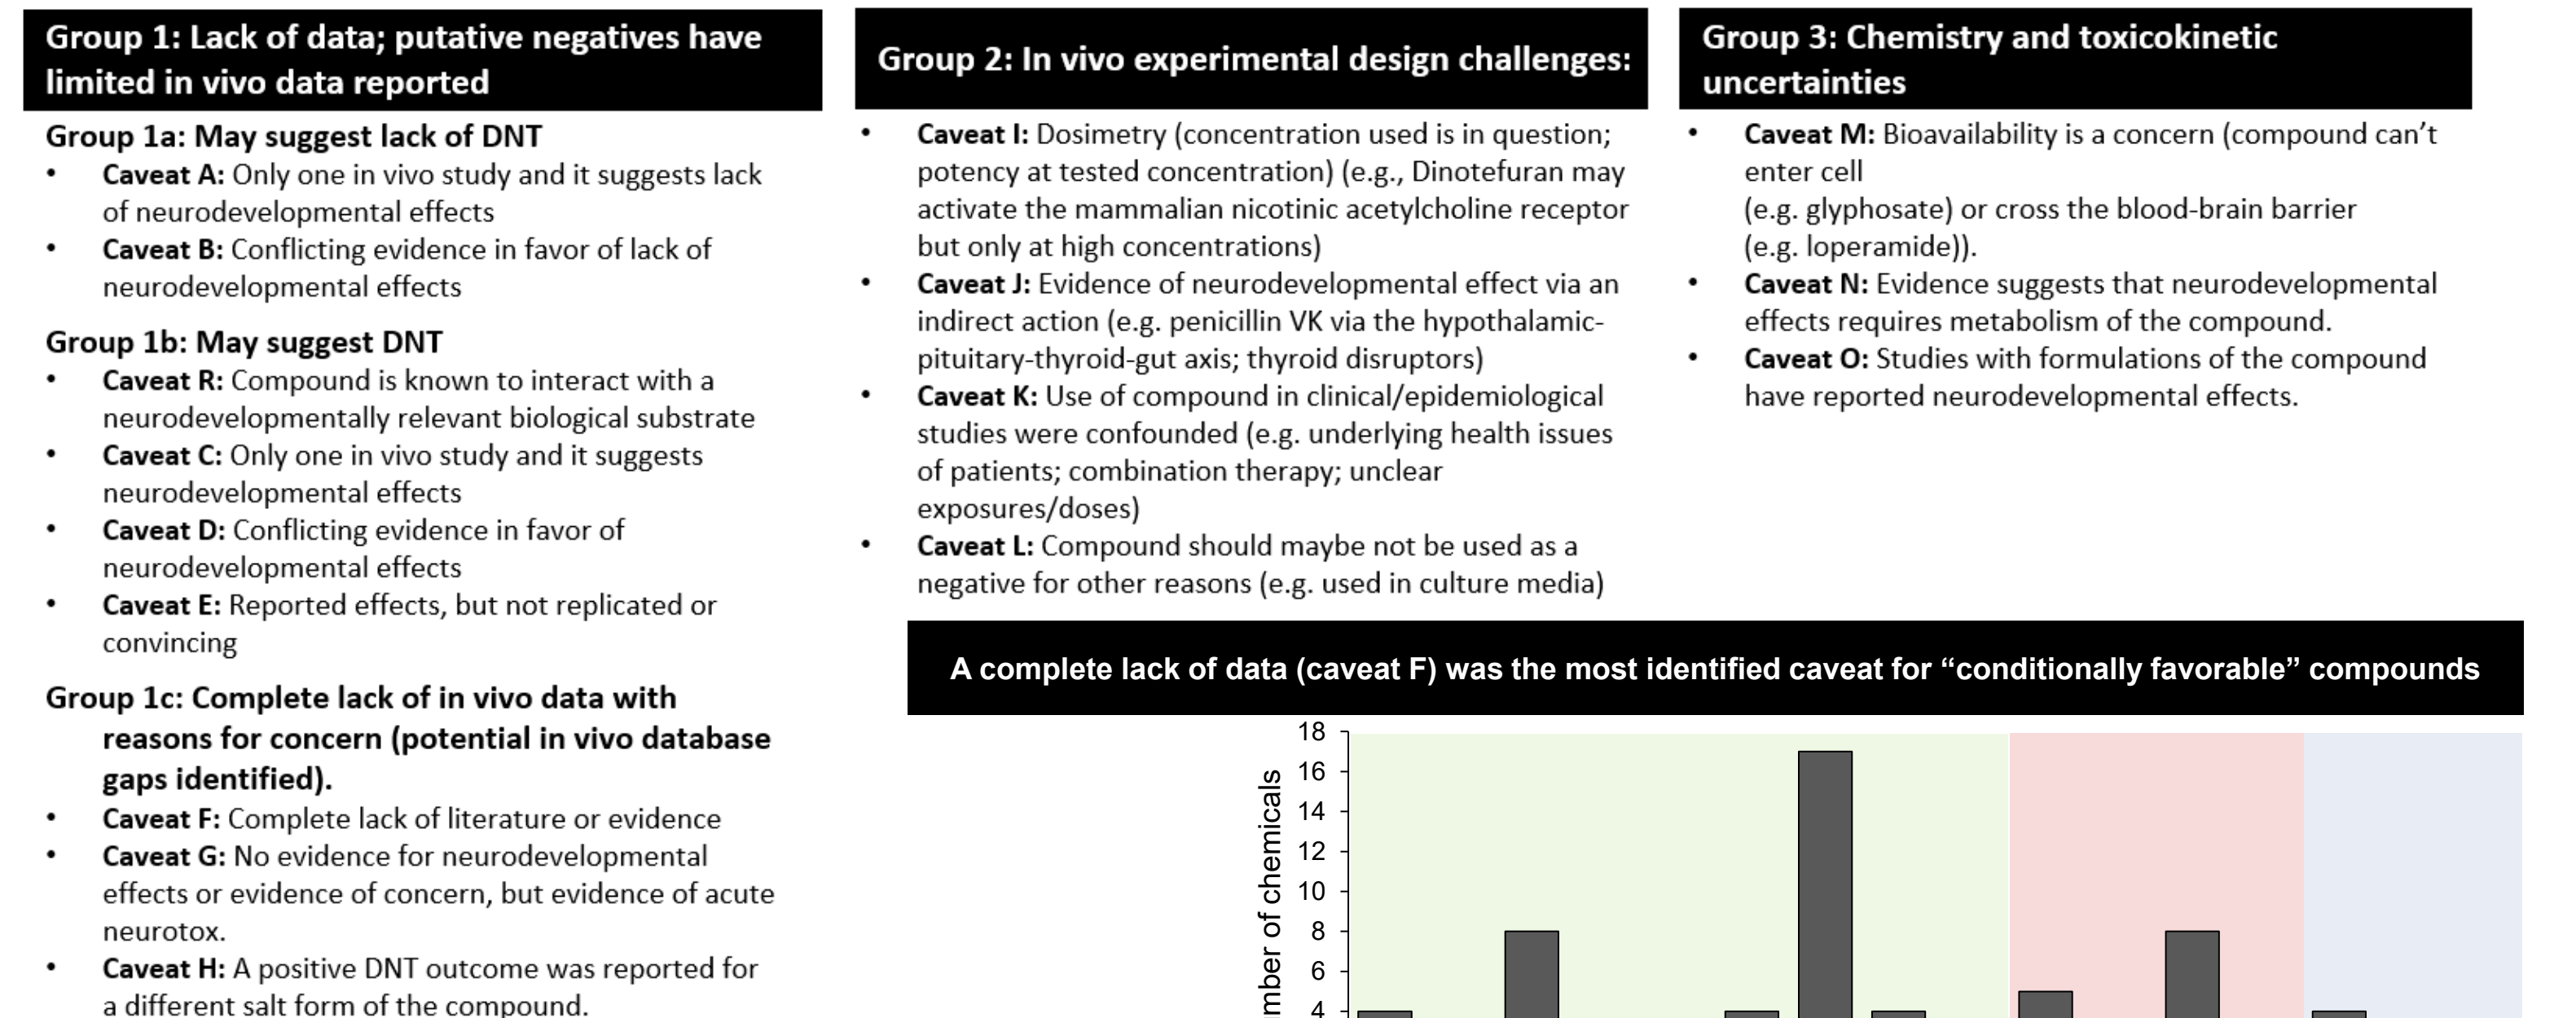 Group 1: Lack of data; putative negatives have
limited in vivo data reported
Group 1a: May suggest lack of DNT
• Caveat A: Only one in vivo study and it suggests lack
of neurodevelopmental effects
• Caveat B: Conflicting evidence in favor of lack of
neurodevelopmental effects
Group 1b: May suggest DNT
• Caveat R: Compound is known to interact with a
neurodevelopmentally relevant biological substrate
• Caveat C: Only one in vivo study and it suggests
neurodevelopmental effects
• Caveat D: Conflicting evidence in favor of
neurodevelopmental effects
• Caveat E: Reported effects, but not replicated or
convincing
Group 1c: Complete lack of in vivo data with
reasons for concern (potential in vivo database
gaps identified).
• Caveat F: Complete lack of literature or evidence
• Caveat G: No evidence for neurodevelopmental
effects or evidence of concern, but evidence of acute
neurotox.
• Caveat H: A positive DNT outcome was reported for
a different salt form of the compound.
Group 2: In vivo experimental design challenges:
• Caveat I: Dosimetry (concentration used is in question;
potency at tested concentration) (e.g., Dinotefuran may
activate the mammalian nicotinic acetylcholine receptor
but only at high concentrations)
• Caveat J: Evidence of neurodevelopmental effect via an
indirect action (e.g. penicillin VK via the hypothalamic-
pituitary-thyroid-gut axis; thyroid disruptors)
• Caveat K: Use of compound in clinical/epidemiological
studies were confounded (e.g. underlying health issues
of patients; combination therapy; unclear
exposures/doses)
• Caveat L: Compound should maybe not be used as a
negative for other reasons (e.g. used in culture media)
Group 3: Chemistry and toxicokinetic
uncertainties
• Caveat M: Bioavailability is a concern (compound can’t
enter cell
(e.g. glyphosate) or cross the blood-brain barrier
(e.g. loperamide)).
• Caveat N: Evidence suggests that neurodevelopmental
effects requires metabolism of the compound.
• Caveat O: Studies with formulations of the compound
have reported neurodevelopmental effects.
A complete lack of data (caveat F) was the most identified caveat for “conditionally favorable” compounds
18
16
14
12
10
8
6
4
mber of chemicals